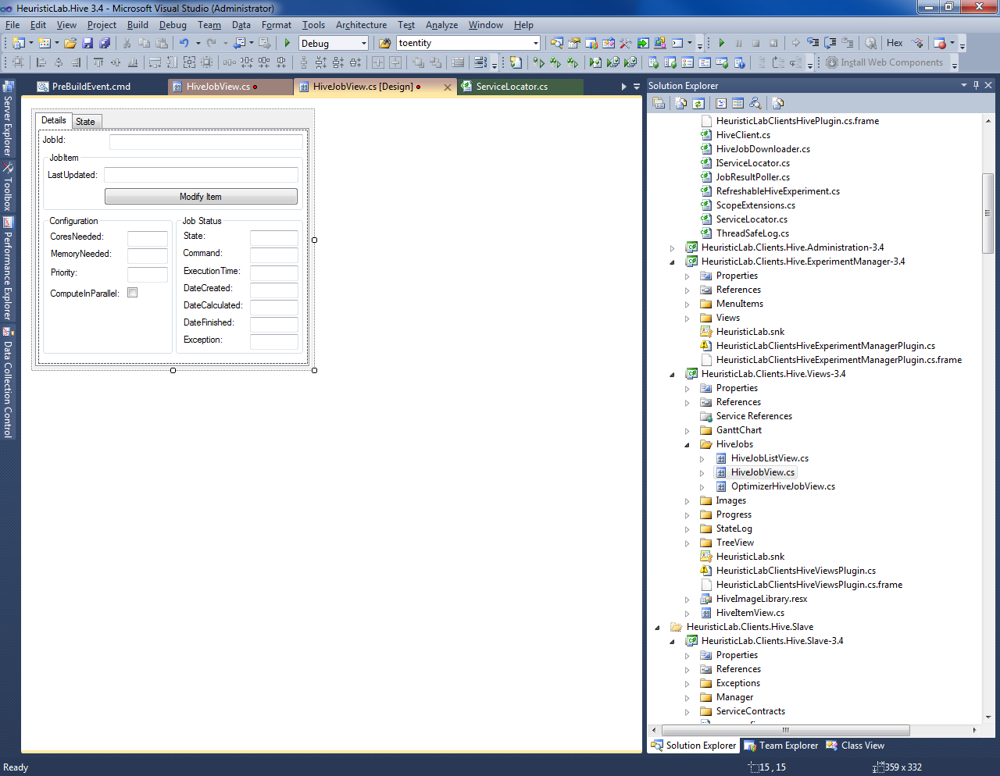 HeuristicLab.Hive 3.4 - Microsoft Visual Studio (Administrator)
File Edit View Project Build Debug Team Data Format Tools Architecture Test Analyze Window Help
Debug toentity Hex
Install Web Components
PreBuildEvent.cmd HiveJobView.cs HiveJobView.cs [Design] ServiceLocator.cs
Server Explorer
Toolbox
Performance Explorer
Data Collection Control
Details State
JobId:
JobItem
LastUpdated:
Modify Item
Configuration
CoresNeeded:
MemoryNeeded:
Priority:
ComputeInParallel:
Job Status
State:
Command:
ExecutionTime:
DateCreated:
DateCalculated:
DateFinished:
Exception:
Solution Explorer
HeuristicLabClientsHivePlugin.cs.frame
HiveClient.cs
HiveJobDownloader.cs
IServiceLocator.cs
JobResultPoller.cs
RefreshableHiveExperiment.cs
ScopeExtensions.cs
ServiceLocator.cs
ThreadSafeLog.cs
HeuristicLab.Clients.Hive.Administration-3.4
HeuristicLab.Clients.Hive.ExperimentManager-3.4
Properties
References
MenuItems
Views
HeuristicLab.snk
HeuristicLabClientsHiveExperimentManagerPlugin.cs
HeuristicLabClientsHiveExperimentManagerPlugin.cs.frame
HeuristicLab.Clients.Hive.Views-3.4
Properties
References
Service References
GanttChart
HiveJobs
HiveJobListView.cs
HiveJobView.cs
OptimizerHiveJobView.cs
Images
Progress
StateLog
TreeView
HeuristicLab.snk
HeuristicLabClientsHiveViewsPlugin.cs
HeuristicLabClientsHiveViewsPlugin.cs.frame
HiveImageLibrary.resx
HiveItemView.cs
HeuristicLab.Clients.Hive.Slave
HeuristicLab.Clients.Hive.Slave-3.4
Properties
References
Exceptions
Manager
ServiceContracts
Solution Explorer Team Explorer Class View
Ready 15 , 15 359 x 332